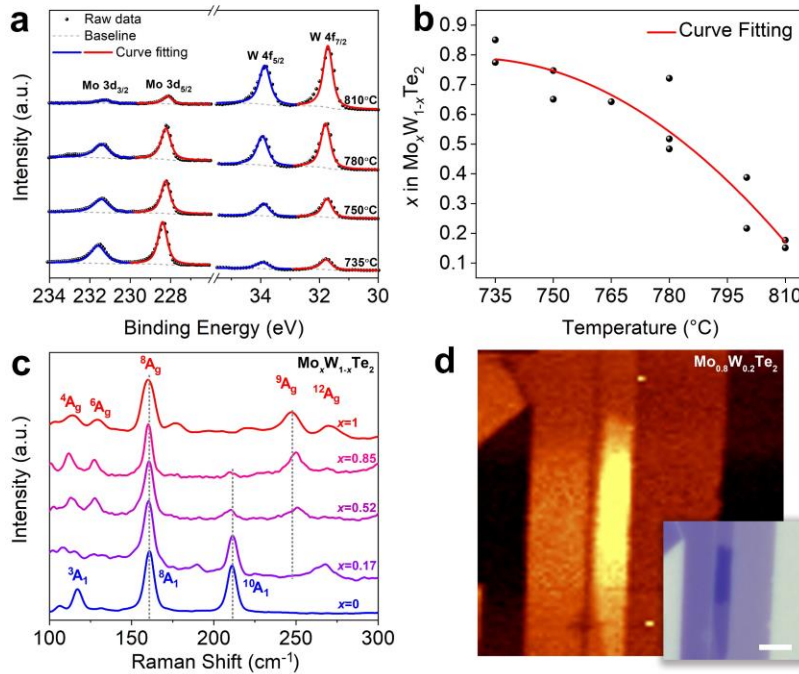 a
Raw data
Baseline
Curve fitting
Mo 3d3/2
Mo 3d5/2
W 4f5/2
W 4f7/2
810°C
780°C
750°C
735°C
Intensity (a.u.)
234 232 230 228 34 32 30
Binding Energy (eV)
b
Curve Fitting
x in MoxW1-xTe2
0.9
0.8
0.7
0.6
0.5
0.4
0.3
0.2
0.1
735 750 765 780 795 810
Temperature (°C)
c
MoxW1-xTe2
4Ag
6Ag
8Ag
9Ag
12Ag
x=1
x=0.85
x=0.52
x=0.17
x=0
3A1
8A1
10A1
Intensity (a.u.)
100 150 200 250 300
Raman Shift (cm-1)
d
Mo0.8W0.2Te2